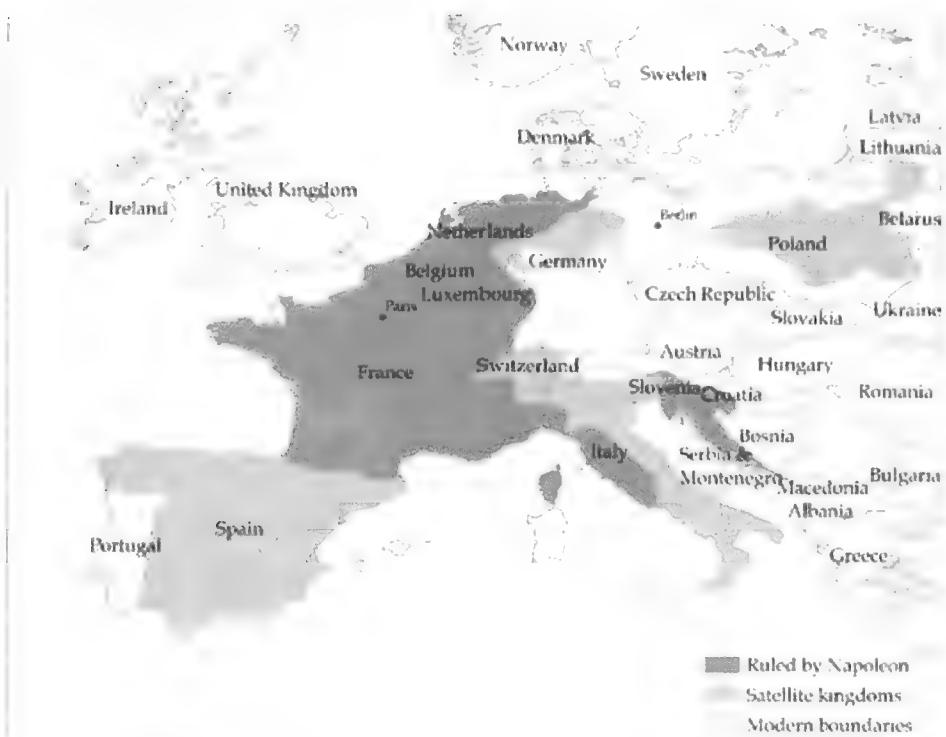 Norway
Sweden
Latvia
Denmark
Lithuania
United Kingdom
Ireland
Berlin
Belarus
Netherlands
Poland
Germany
Belgium
Luxembourg
Czech Republic
Paris
Ukraine
Slovakia
Austria
Switzerland
Hungary
France
Slovenia
Croatia
Romania
Bosnia
Italy
Serbia &
Montenegro
Bulgaria
Macedonia
Albania
Spain
Portugal
Greece
Ruled by Napoleon
Satellite kingdoms
Modern boundaries